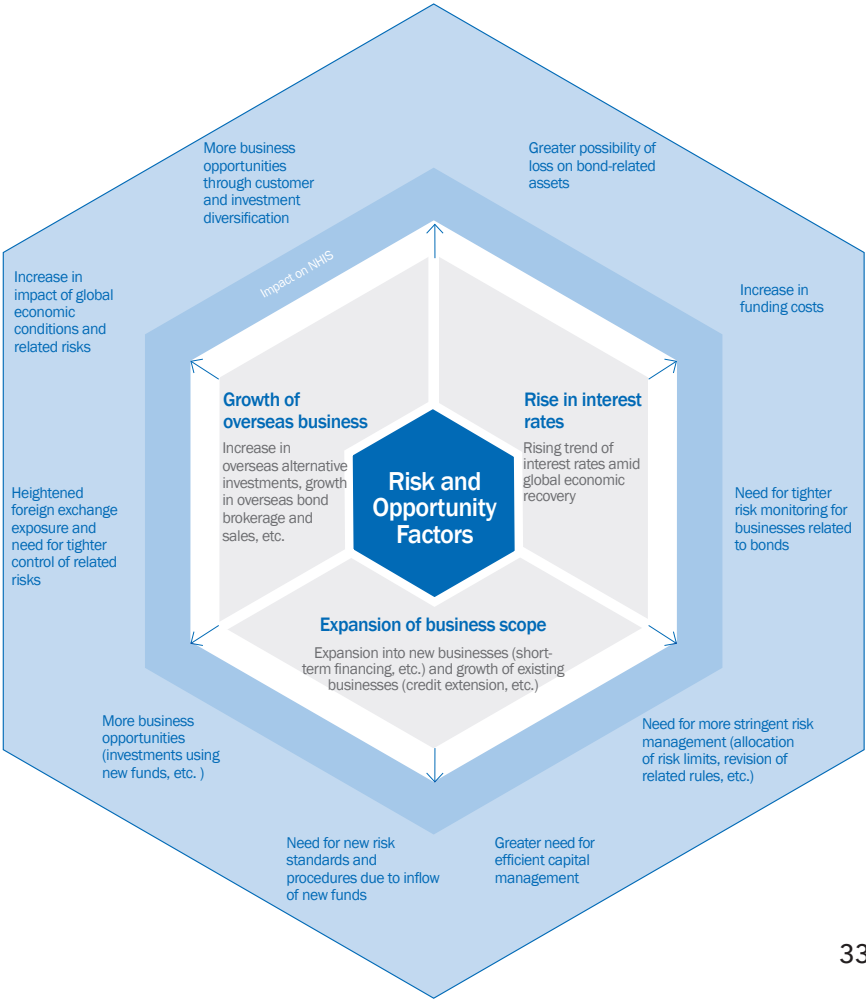 More business
opportunities
through customer
and investment
diversification
Greater possibility of
loss on bond-related
assets
Impact on NHIS
Increase in
impact of global
economic
conditions and
related risks
Increase in
funding costs
Growth of
overseas business
Increase in
overseas alternative
investments, growth
in overseas bond
brokerage and
sales, etc.
Rise in interest
rates
Rising trend of
interest rates amid
global economic
recovery
Risk and
Opportunity
Factors
Heightened
foreign exchange
exposure and
need for tighter
control of related
risks
Need for tighter
risk monitoring for
businesses related
to bonds
Expansion of business scope
Expansion into new businesses (short-
term financing, etc.) and growth of existing
businesses (credit extension, etc.)
More business
opportunities
(investments using
new funds, etc. )
Need for more stringent risk
management (allocation
of risk limits, revision of
related rules, etc.)
Need for new risk
standards and
procedures due to inflow
of new funds
Greater need for
efficient capital
management
33